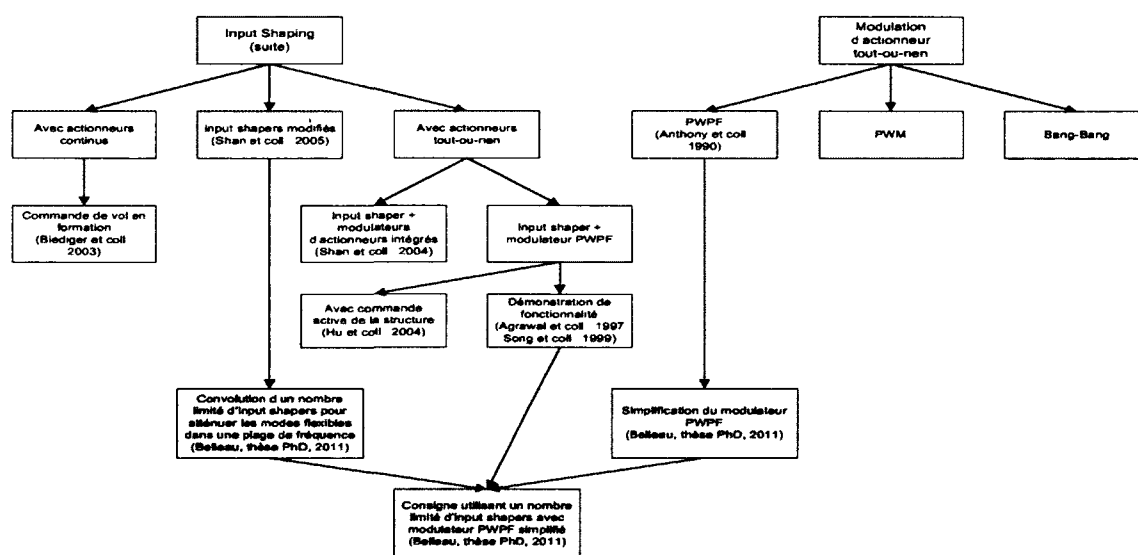 Input Shaping
(suite)
Modulation
d actionneur
tout-ou-rien
Avec actionneurs
continus
Input shapers modifiés
(Shan et coll 2005)
Avec actionneurs
tout-ou-rien
PWPF
(Anthony et coll
1990)
PWM
Bang-Bang
Commande de vol en
formation
(Biediger et coll
2003)
Input shaper +
modulateurs
d actionneurs intégrés
(Shan et coll 2004)
Input shaper +
modulateur PWPF
Avec commande
active de la structure
(Hu et coll 2004)
Démonstration de
fonctionnalité
(Agrawal et coll 1997
Song et coll 1999)
Convolution d un nombre
limité d'input shapers pour
atténuer les modes flexibles
dans une plage de fréquence
(Belleau, thèse PhD, 2011)
Simplification du modulateur
PWPF
(Belleau, thèse PhD, 2011)
Consigne utilisant un nombre
limité d'input shapers avec
modulateur PWPF simplifié
(Belleau, thèse PhD, 2011)